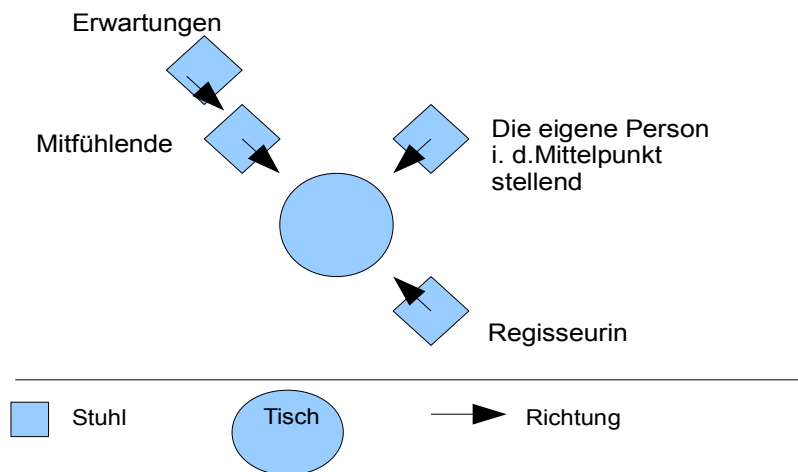 Erwartungen
Mitfühlende
Die eigene Person
i. d.Mittelpunkt
stellend
Regisseurin
Stuhl
Tisch
Richtung